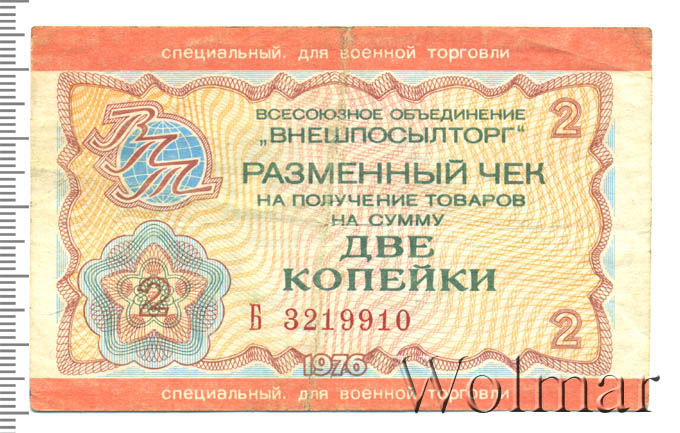 специальный. для военной торговли
ВПТ
ВСЕСОЮЗНОЕ ОБЪЕДИНЕНИЕ
„ВНЕШПОСЫЛТОРГ“
2
РАЗМЕННЫЙ ЧЕК
НА ПОЛУЧЕНИЕ ТОВАРОВ
НА СУММУ
ДВЕ
КОПЕЙКИ
2
Б 3219910
2
1976
специальный. для военной торговли
Wolmar